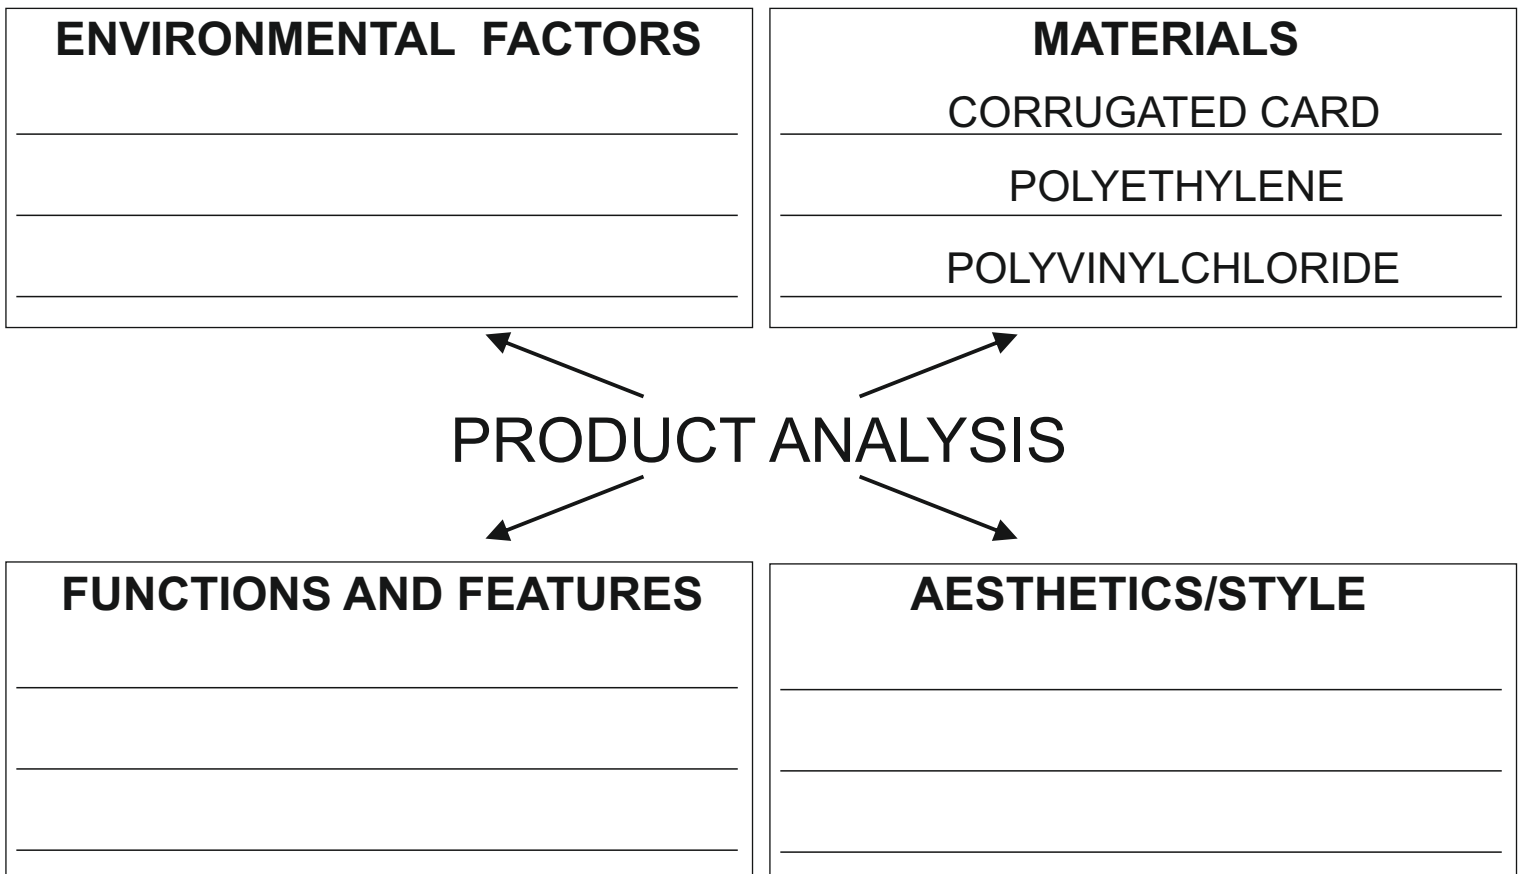 ENVIRONMENTAL FACTORS
MATERIALS
CORRUGATED CARD
POLYETHYLENE
POLYVINYLCHLORIDE
PRODUCT ANALYSIS
FUNCTIONS AND FEATURES
AESTHETICS/STYLE